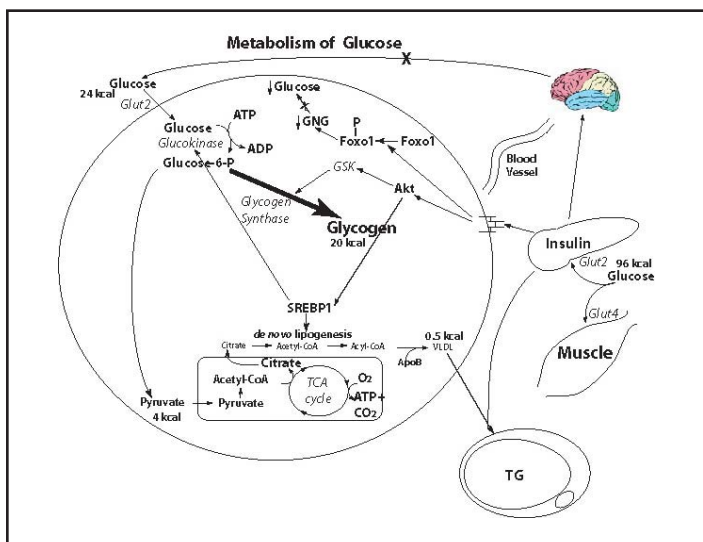 Metabolism of Glucose
X
Glucose
24 kcal
Glut2
Glucose
Glucokinase
ATP
ADP
Glucose-6-P
Glucose
GNG
P
Foxo1
Foxo1
GSK
Akt
Glycogen
Synthase
Glycogen
20 kcal
Blood
Vessel
Insulin
Glut2
96 kcal
Glucose
Glut4
Muscle
SREBP1
de novo lipogenesis
Citrate
Acetyl-CoA
Acyl-CoA
ApoB
0.5 kcal
VLDL
Citrate
Acetyl-CoA
TCA
cycle
O2
ATP+
CO2
Pyruvate
4 kcal
Pyruvate
TG